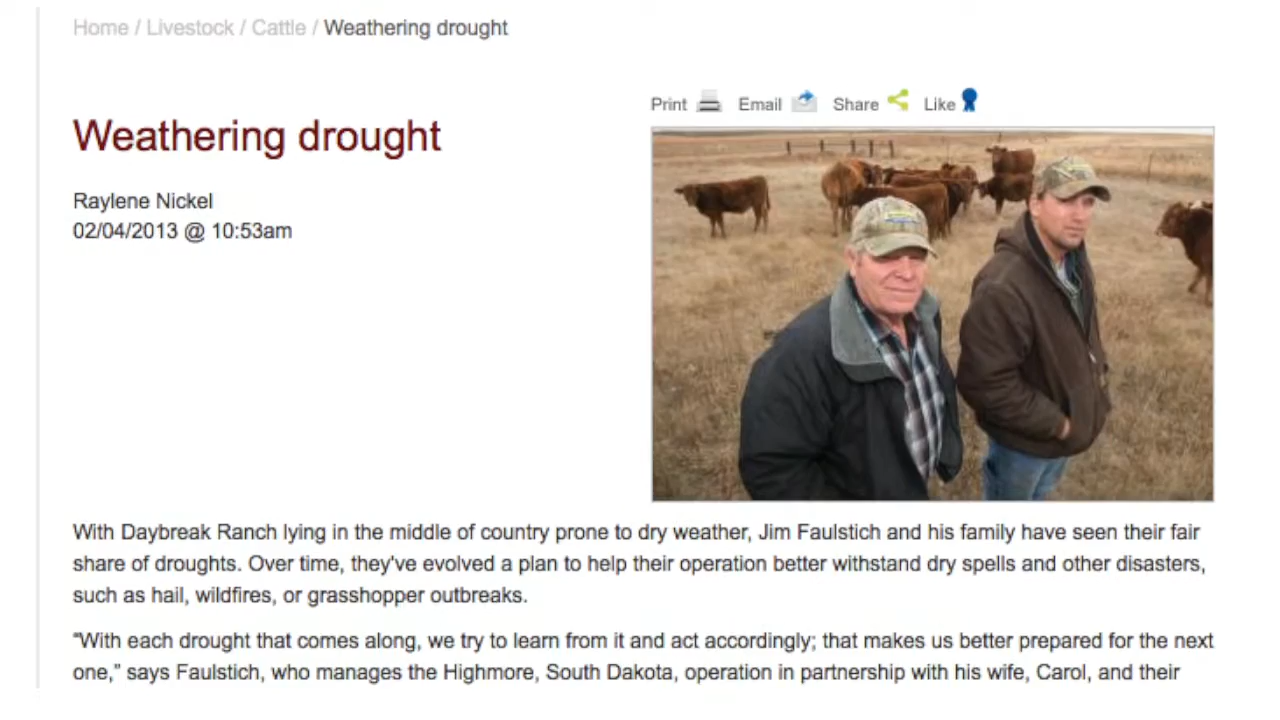 Home / Livestock / Cattle / Weathering drought
Print Email Share Like
Weathering drought
Raylene Nickel
02/04/2013 @ 10:53am
With Daybreak Ranch lying in the middle of country prone to dry weather, Jim Faulstich and his family have seen their fair
share of droughts. Over time, they've evolved a plan to help their operation better withstand dry spells and other disasters,
such as hail, wildfires, or grasshopper outbreaks.
“With each drought that comes along, we try to learn from it and act accordingly; that makes us better prepared for the next
one,” says Faulstich, who manages the Highmore, South Dakota, operation in partnership with his wife, Carol, and their